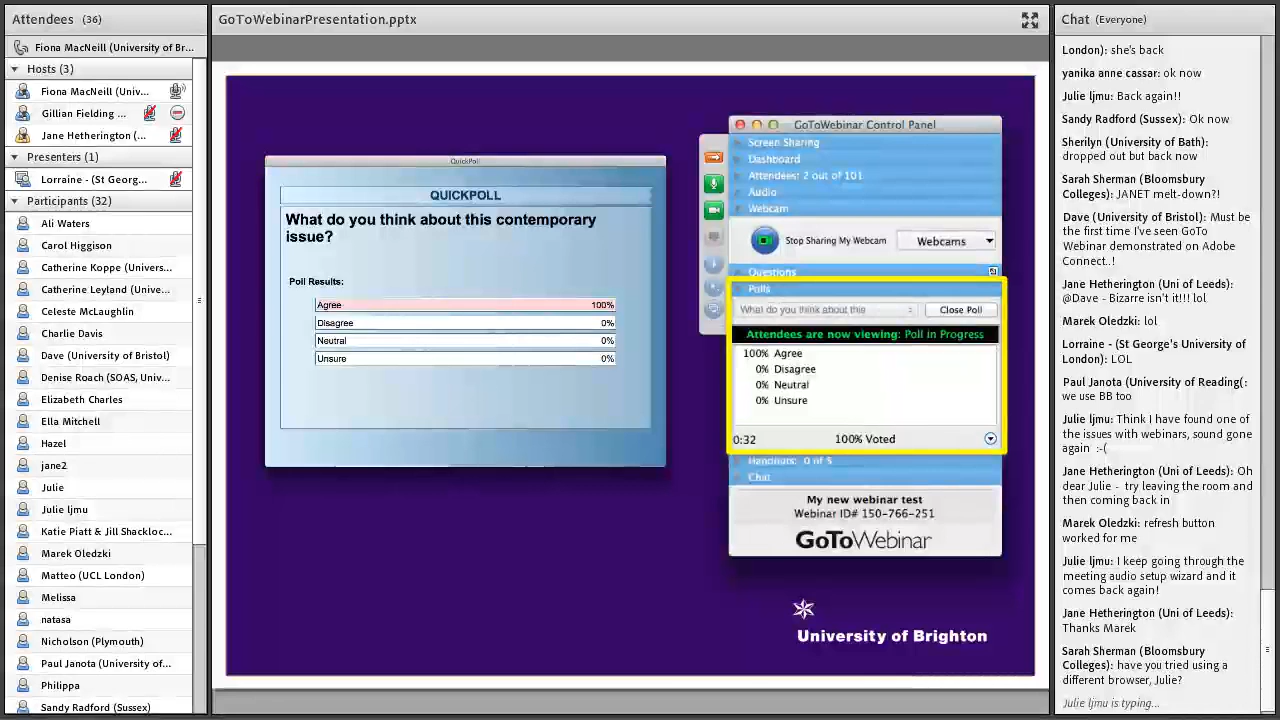 Attendees (36)
Fiona MacNeill (University of Br...
Hosts (3)
Fiona MacNeill (Univ...
Gillian Fielding ...
Jane Hetherington (...
Presenters (1)
Lorraine - (St Georg...
Participants (32)
Ali Waters
Carol Higgison
Catherine Koppe (Univers...
Catherine Leyland (Unive...
Celeste McLaughlin
Charlie Davis
Dave (University of Bristol)
Denise Roach (SOAS, Univ...
Elizabeth Charles
Ella Mitchell
Hazel
jane2
Julie
Julie ljmu
Katie Piatt & Jill Shackloc...
Marek Oledzki
Matteo (UCL London)
Melissa
natasa
Nicholson (Plymouth)
Paul Janota (University of...
Philippa
Sandy Radford (Sussex)
GoToWebinarPresentation.pptx
QuickPoll
QUICKPOLL
What do you think about this contemporary
issue?
Poll Results:
Agree 100%
Disagree 0%
Neutral 0%
Unsure 0%
GoToWebinar Control Panel
Screen Sharing
Dashboard
Attendees: 2 out of 101
Audio
Webcam
Stop Sharing My Webcam Webcams
Questions
Polls
What do you think about this Close Poll
Attendees are now viewing: Poll in Progress
100% Agree
0% Disagree
0% Neutral
0% Unsure
0:32 100% Voted
Handouts: 0 of 5
Chat
My new webinar test
Webinar ID# 150-766-251
GoToWebinar
University of Brighton
Chat (Everyone)
London): she's back
yanika anne cassar: ok now
Julie ljmu: Back again!!
Sandy Radford (Sussex): Ok now
Sherilyn (University of Bath):
dropped out but back now
Sarah Sherman (Bloomsbury
Colleges): JANET melt-down?!
Dave (University of Bristol): Must be
the first time I've seen GoTo
Webinar demonstrated on Adobe
Connect..!
Jane Hetherington (Uni of Leeds):
@Dave - Bizarre isn't it!! lol
Marek Oledzki: lol
Lorraine - (St George's University
of London): LOL
Paul Janota (University of Reading(:
we use BB too
Julie ljmu: Think I have found one of
the issues with webinars, sound gone
again :-(
Jane Hetherington (Uni of Leeds): Oh
dear Julie - try leaving the room and
then coming back in
Marek Oledzki: refresh button
worked for me
Julie ljmu: I keep going through the
meeting audio setup wizard and it
comes back again!
Jane Hetherington (Uni of Leeds):
Thanks Marek
Sarah Sherman (Bloomsbury
Colleges): have you tried using a
different browser, Julie?
Julie ljmu is typing...